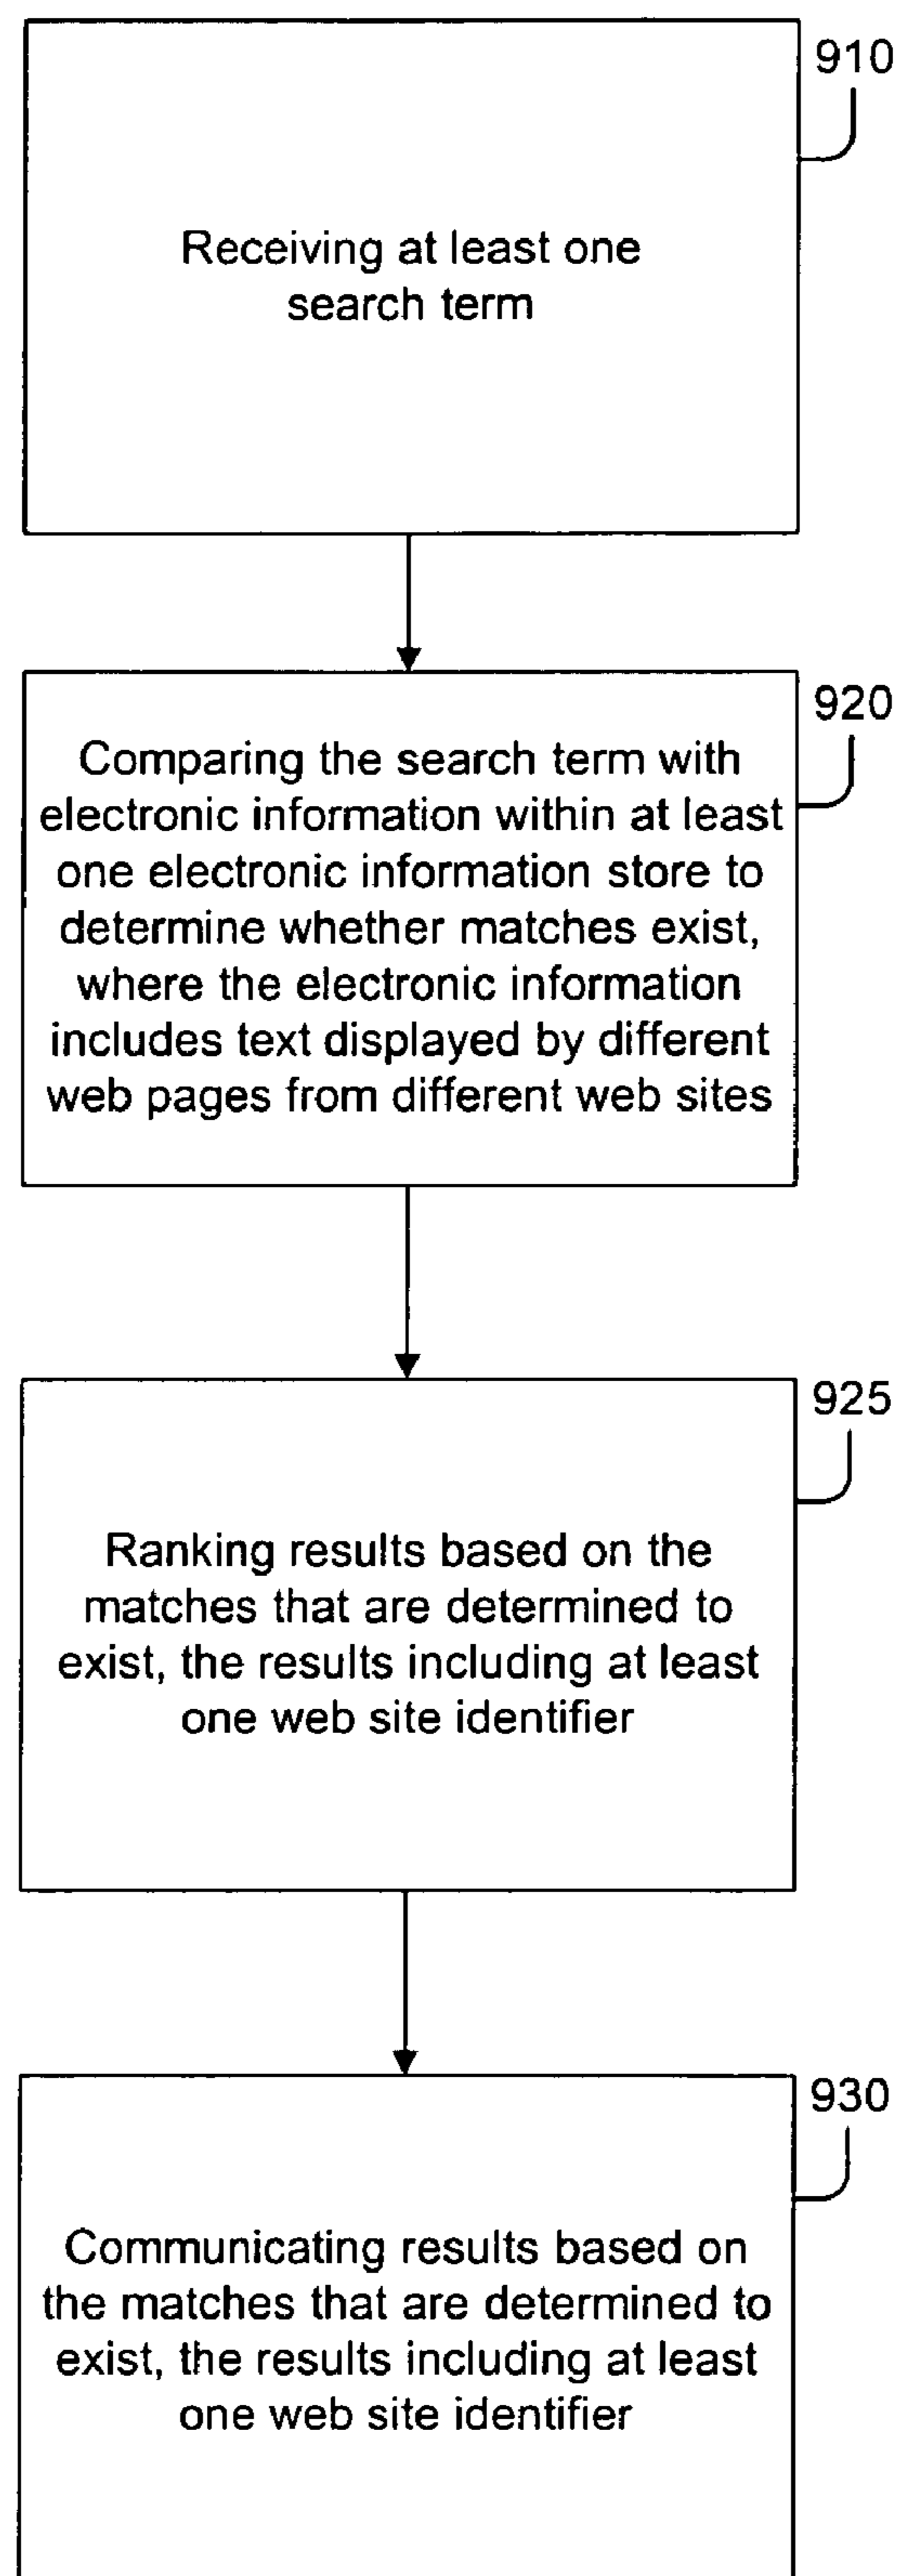 910
Receiving at least one
search term
920
Comparing the search term with
electronic information within at least
one electronic information store to
determine whether matches exist,
where the electronic information
includes text displayed by different
web pages from different web sites
925
Ranking results based on the
matches that are determined to
exist, the results including at least
one web site identifier
930
Communicating results based on
the matches that are determined to
exist, the results including at least
one web site identifier